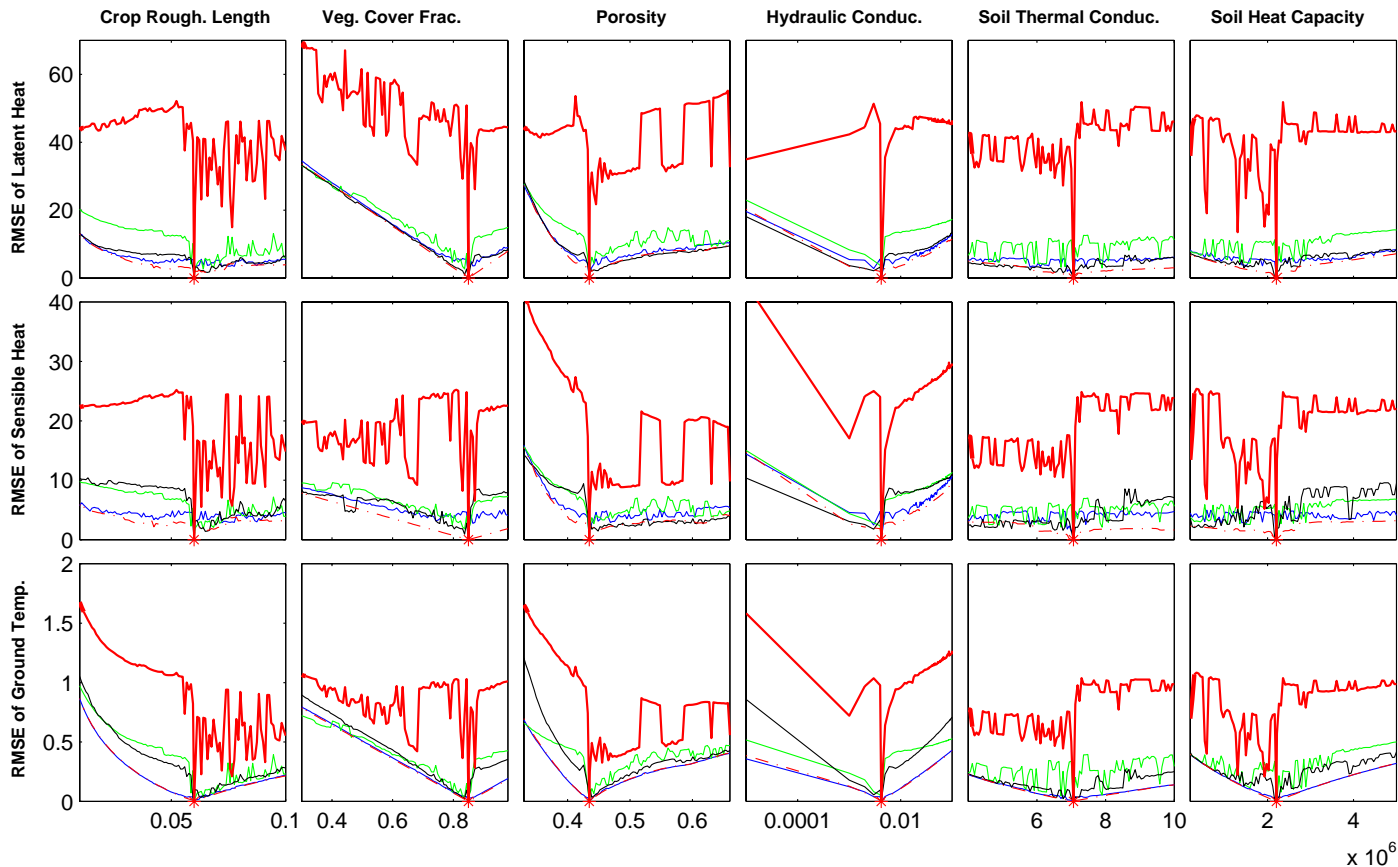 Crop Rough. Length Veg. Cover Frac. Porosity Hydraulic Conduc. Soil Thermal Conduc. Soil Heat Capacity
RMSE of Latent Heat
60
40
20
0
RMSE of Sensible Heat
40
30
20
10
0
RMSE of Ground Temp.
2
1.5
1
0.5
0
0.05 0.1 0.4 0.6 0.8 0.4 0.5 0.6 0.0001 0.01 6 8 10 2 4
x 10^6